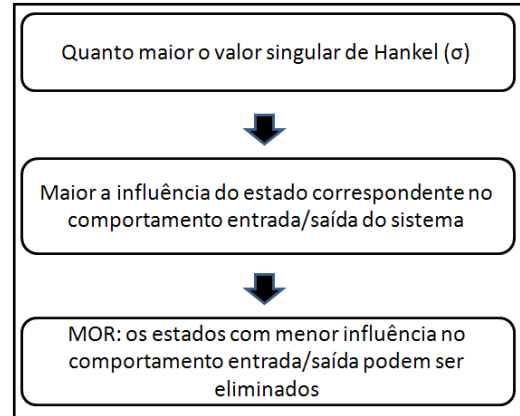 Quanto maior o valor singular de Hankel (σ)
Maior a influência do estado correspondente no
comportamento entrada/saída do sistema
MOR: os estados com menor influência no
comportamento entrada/saída podem ser
eliminados